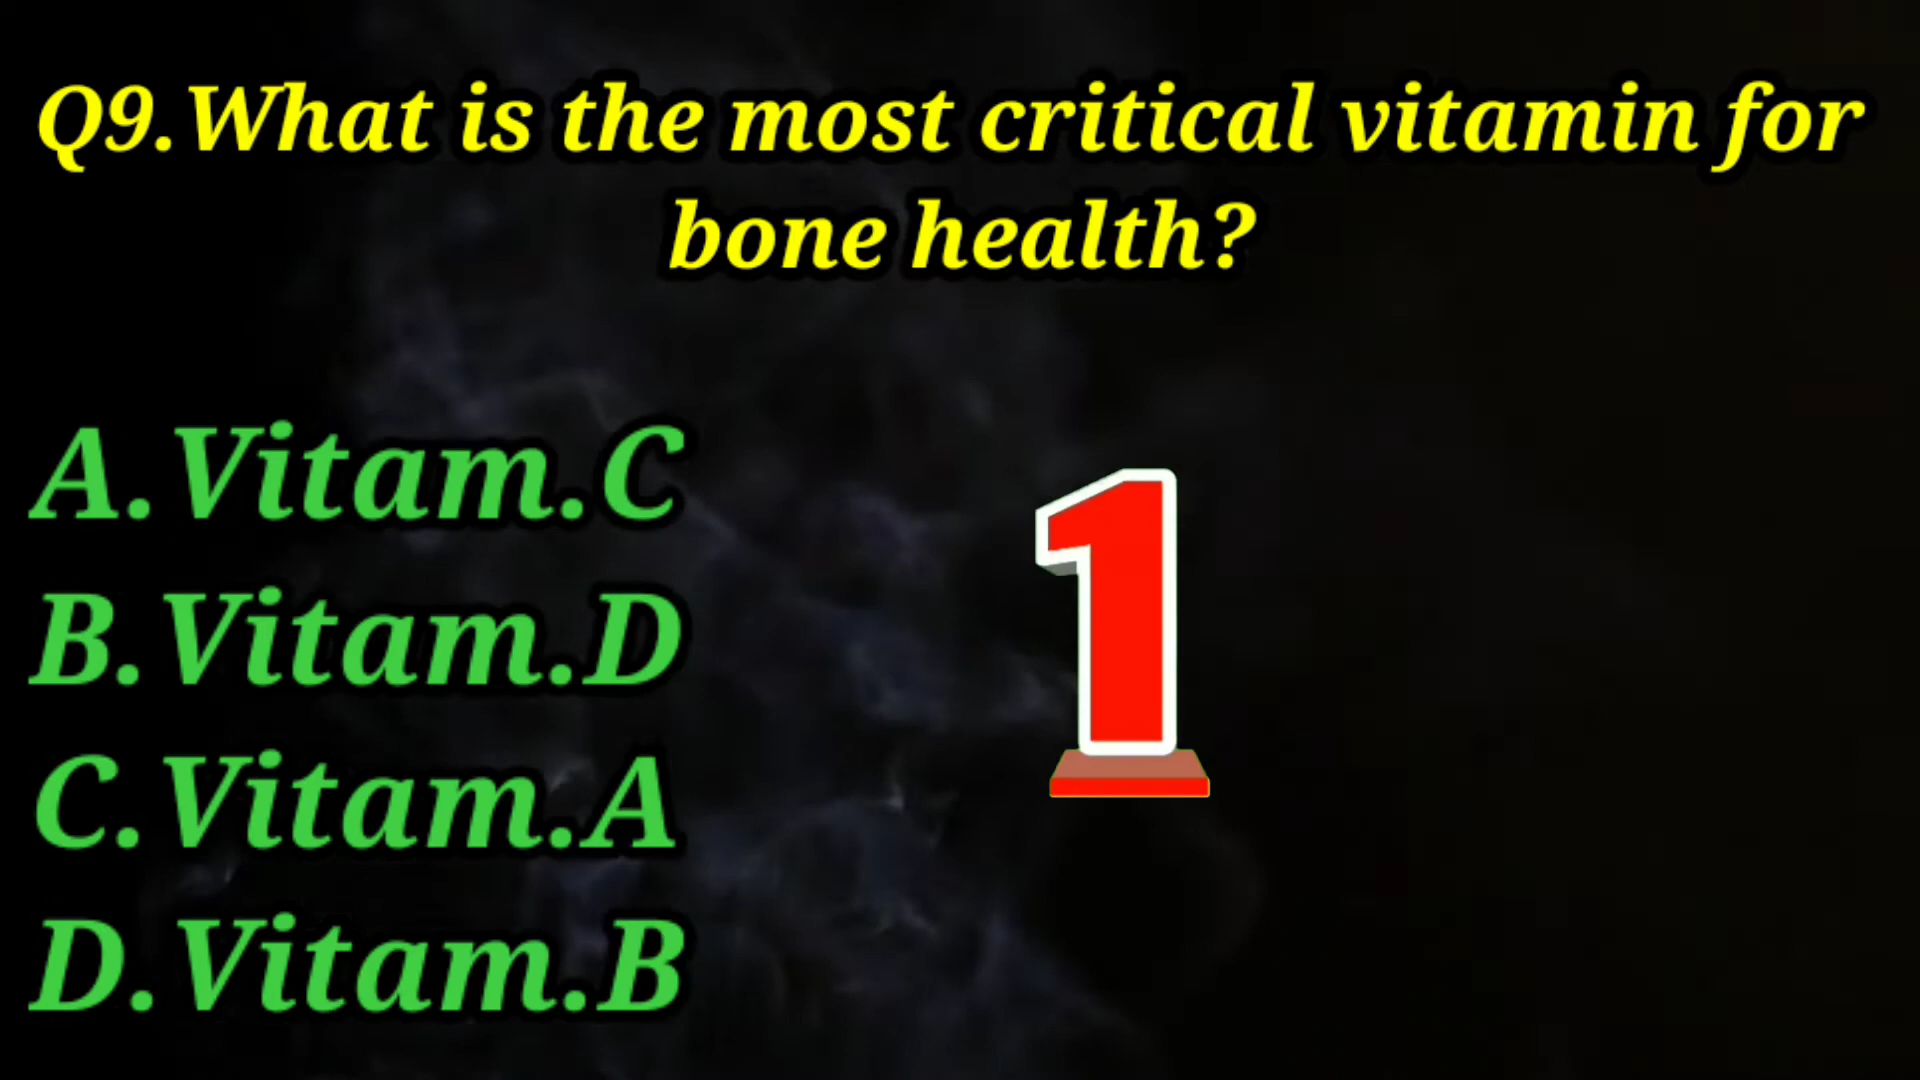 Q9.What is the most critical vitamin for
bone health?
A.Vitam.C
B.Vitam.D
1
C.Vitam.A
D.Vitam.B